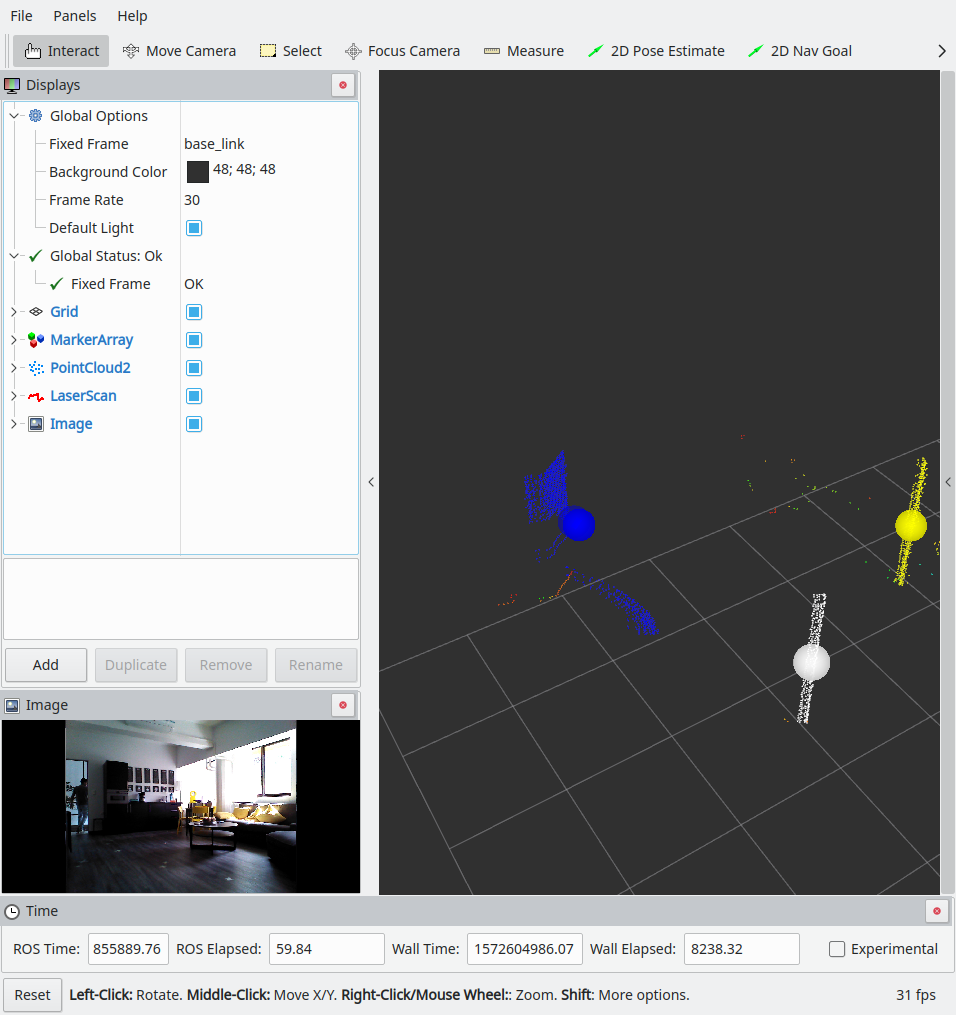 File Panels Help
Interact Move Camera Select Focus Camera Measure 2D Pose Estimate 2D Nav Goal
Displays
Global Options
Fixed Frame base_link
Background Color 48; 48; 48
Frame Rate 30
Default Light
Global Status: Ok
Fixed Frame OK
Grid
MarkerArray
PointCloud2
LaserScan
Image
Add Duplicate Remove Rename
Image
Time
ROS Time: 855889.76 ROS Elapsed: 59.84 Wall Time: 1572604986.07 Wall Elapsed: 8238.32 Experimental
Reset Left-Click: Rotate. Middle-Click: Move X/Y. Right-Click/Mouse Wheel:: Zoom. Shift: More options. 31 fps